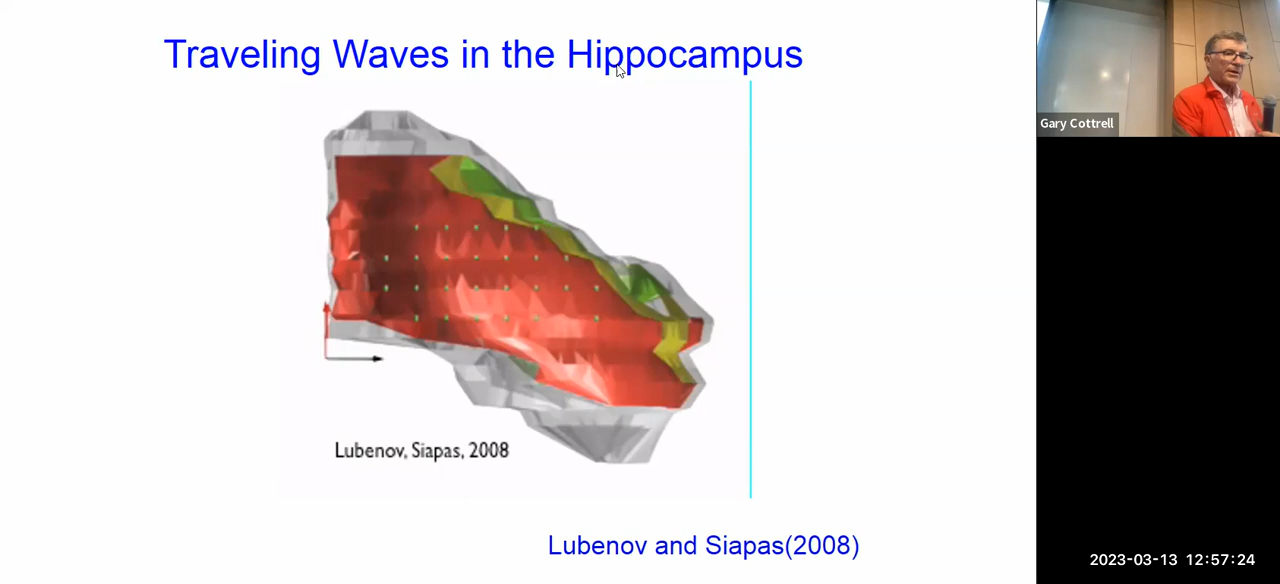 Traveling Waves in the Hippocampus
Gary Cottrell
Lubenov, Siapas, 2008
Lubenov and Siapas(2008)
2023-03-13 12:57:24